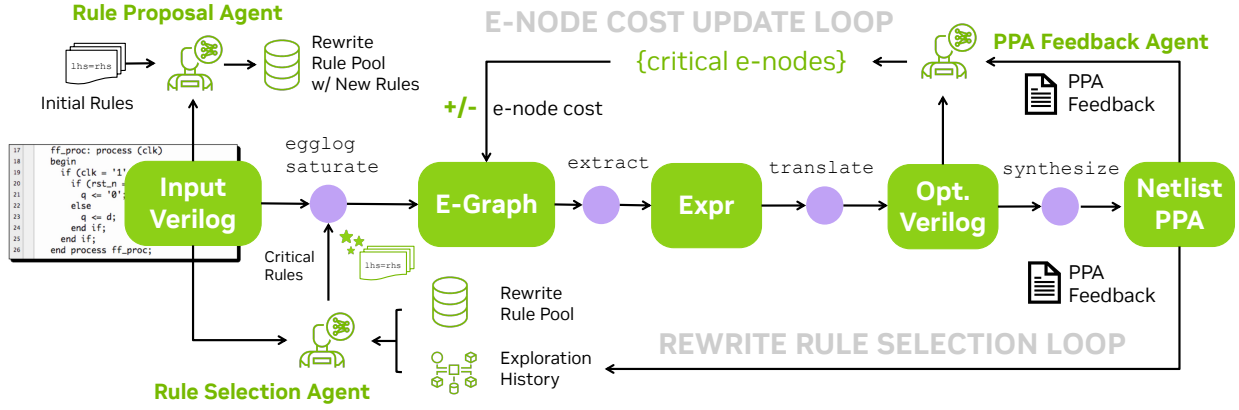 Rule Proposal Agent
lhs=rhs
Initial Rules
Rewrite
Rule Pool
w/ New Rules
E-NODE COST UPDATE LOOP
{critical e-nodes}
PPA Feedback Agent
PPA
Feedback
+/- e-node cost
17 ff_proc: process (clk)
18 begin
19 if (clk = '1'
20 if (rst_n =
21 q <= '0';
22 else
23 q <= d;
24 end if;
25 end if;
26 end process ff_proc;
Input
Verilog
egglog
saturate
E-Graph
extract
Expr
translate
Opt.
Verilog
synthesize
Netlist
PPA
Critical
Rules
lhs=rhs
PPA
Feedback
Rewrite
Rule Pool
REWRITE RULE SELECTION LOOP
Exploration
History
Rule Selection Agent